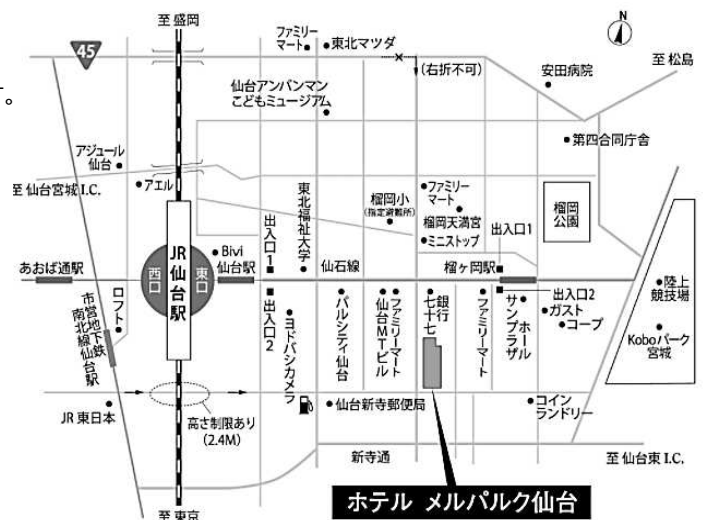 至 盛岡
N
45
ファミリー
マート
東北マツダ
(右折不可)
安田病院
至 松島
。
仙台アンパンマン
こどもミュージアム
第四合同庁舎
アジュール
仙台
至 仙台宮城I.C.
アエル
榴岡小
(指定避難所)
ファミリー
マート
榴岡天満宮
ミニストップ
出入口1
榴岡
公園
東北福祉大学
出入口1
Bivi
仙台駅
あおば通駅
西口
JR仙台駅
東口
仙石線
榴ヶ岡駅
陸上
競技場
Koboパーク
宮城
市営地下鉄
南北線仙台駅
ロフト
出入口2
ヨドバシカメラ
パルシティ仙台
仙台MTビル
ファミリーマート
七十七
銀行
ファミリーマート
サンプラザ
ホール
出入口2
ガスト
コープ
JR 東日本
高さ制限あり
(2.4M)
仙台新寺郵便局
コイン
ランドリー
新寺通
至 仙台東 I.C.
至 東京
ホテル メルパルク仙台